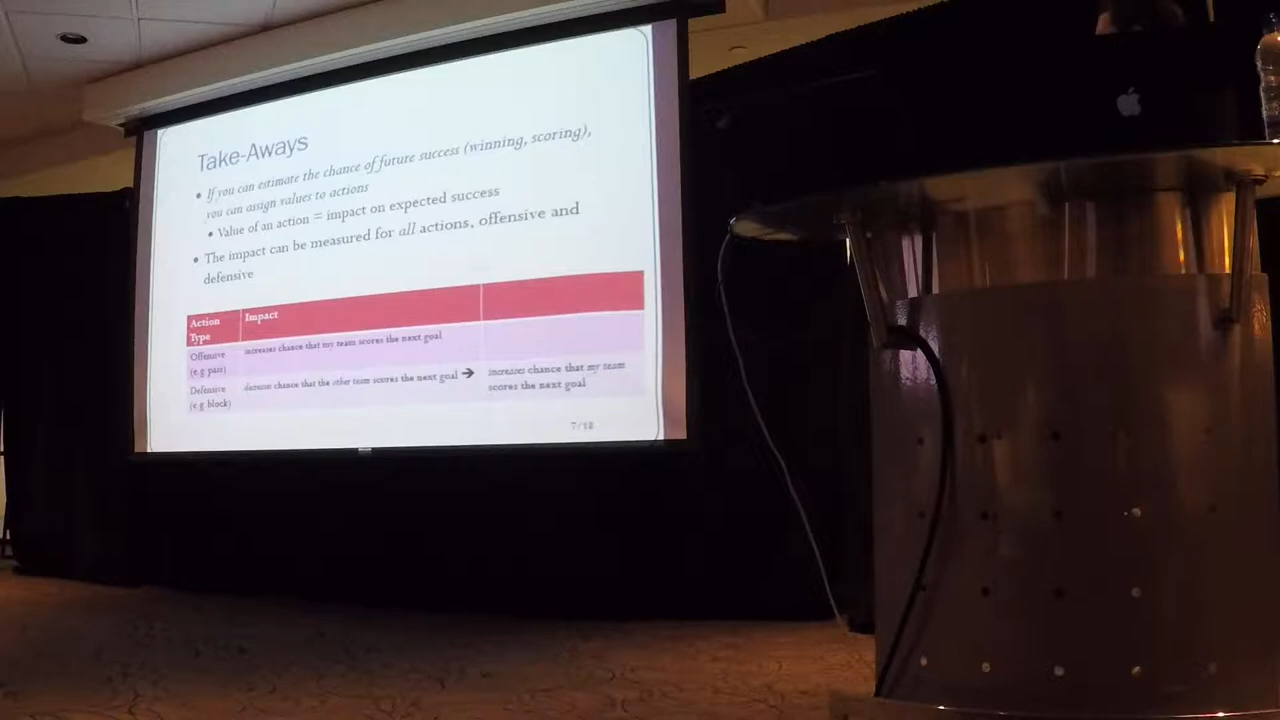 Take-Aways
• If you can estimate the chance of future success (winning, scoring),
you can assign values to actions
• Value of an action = impact on expected success
• The impact can be measured for all actions, offensive and
defensive
Action
Type
Impact
Offensive
(e.g pass)
increases chance that my team scores the next goal
Defensive
(e.g block)
decrease chance that the other team scores the next goal ➔
increases chance that my team
scores the next goal
7/18